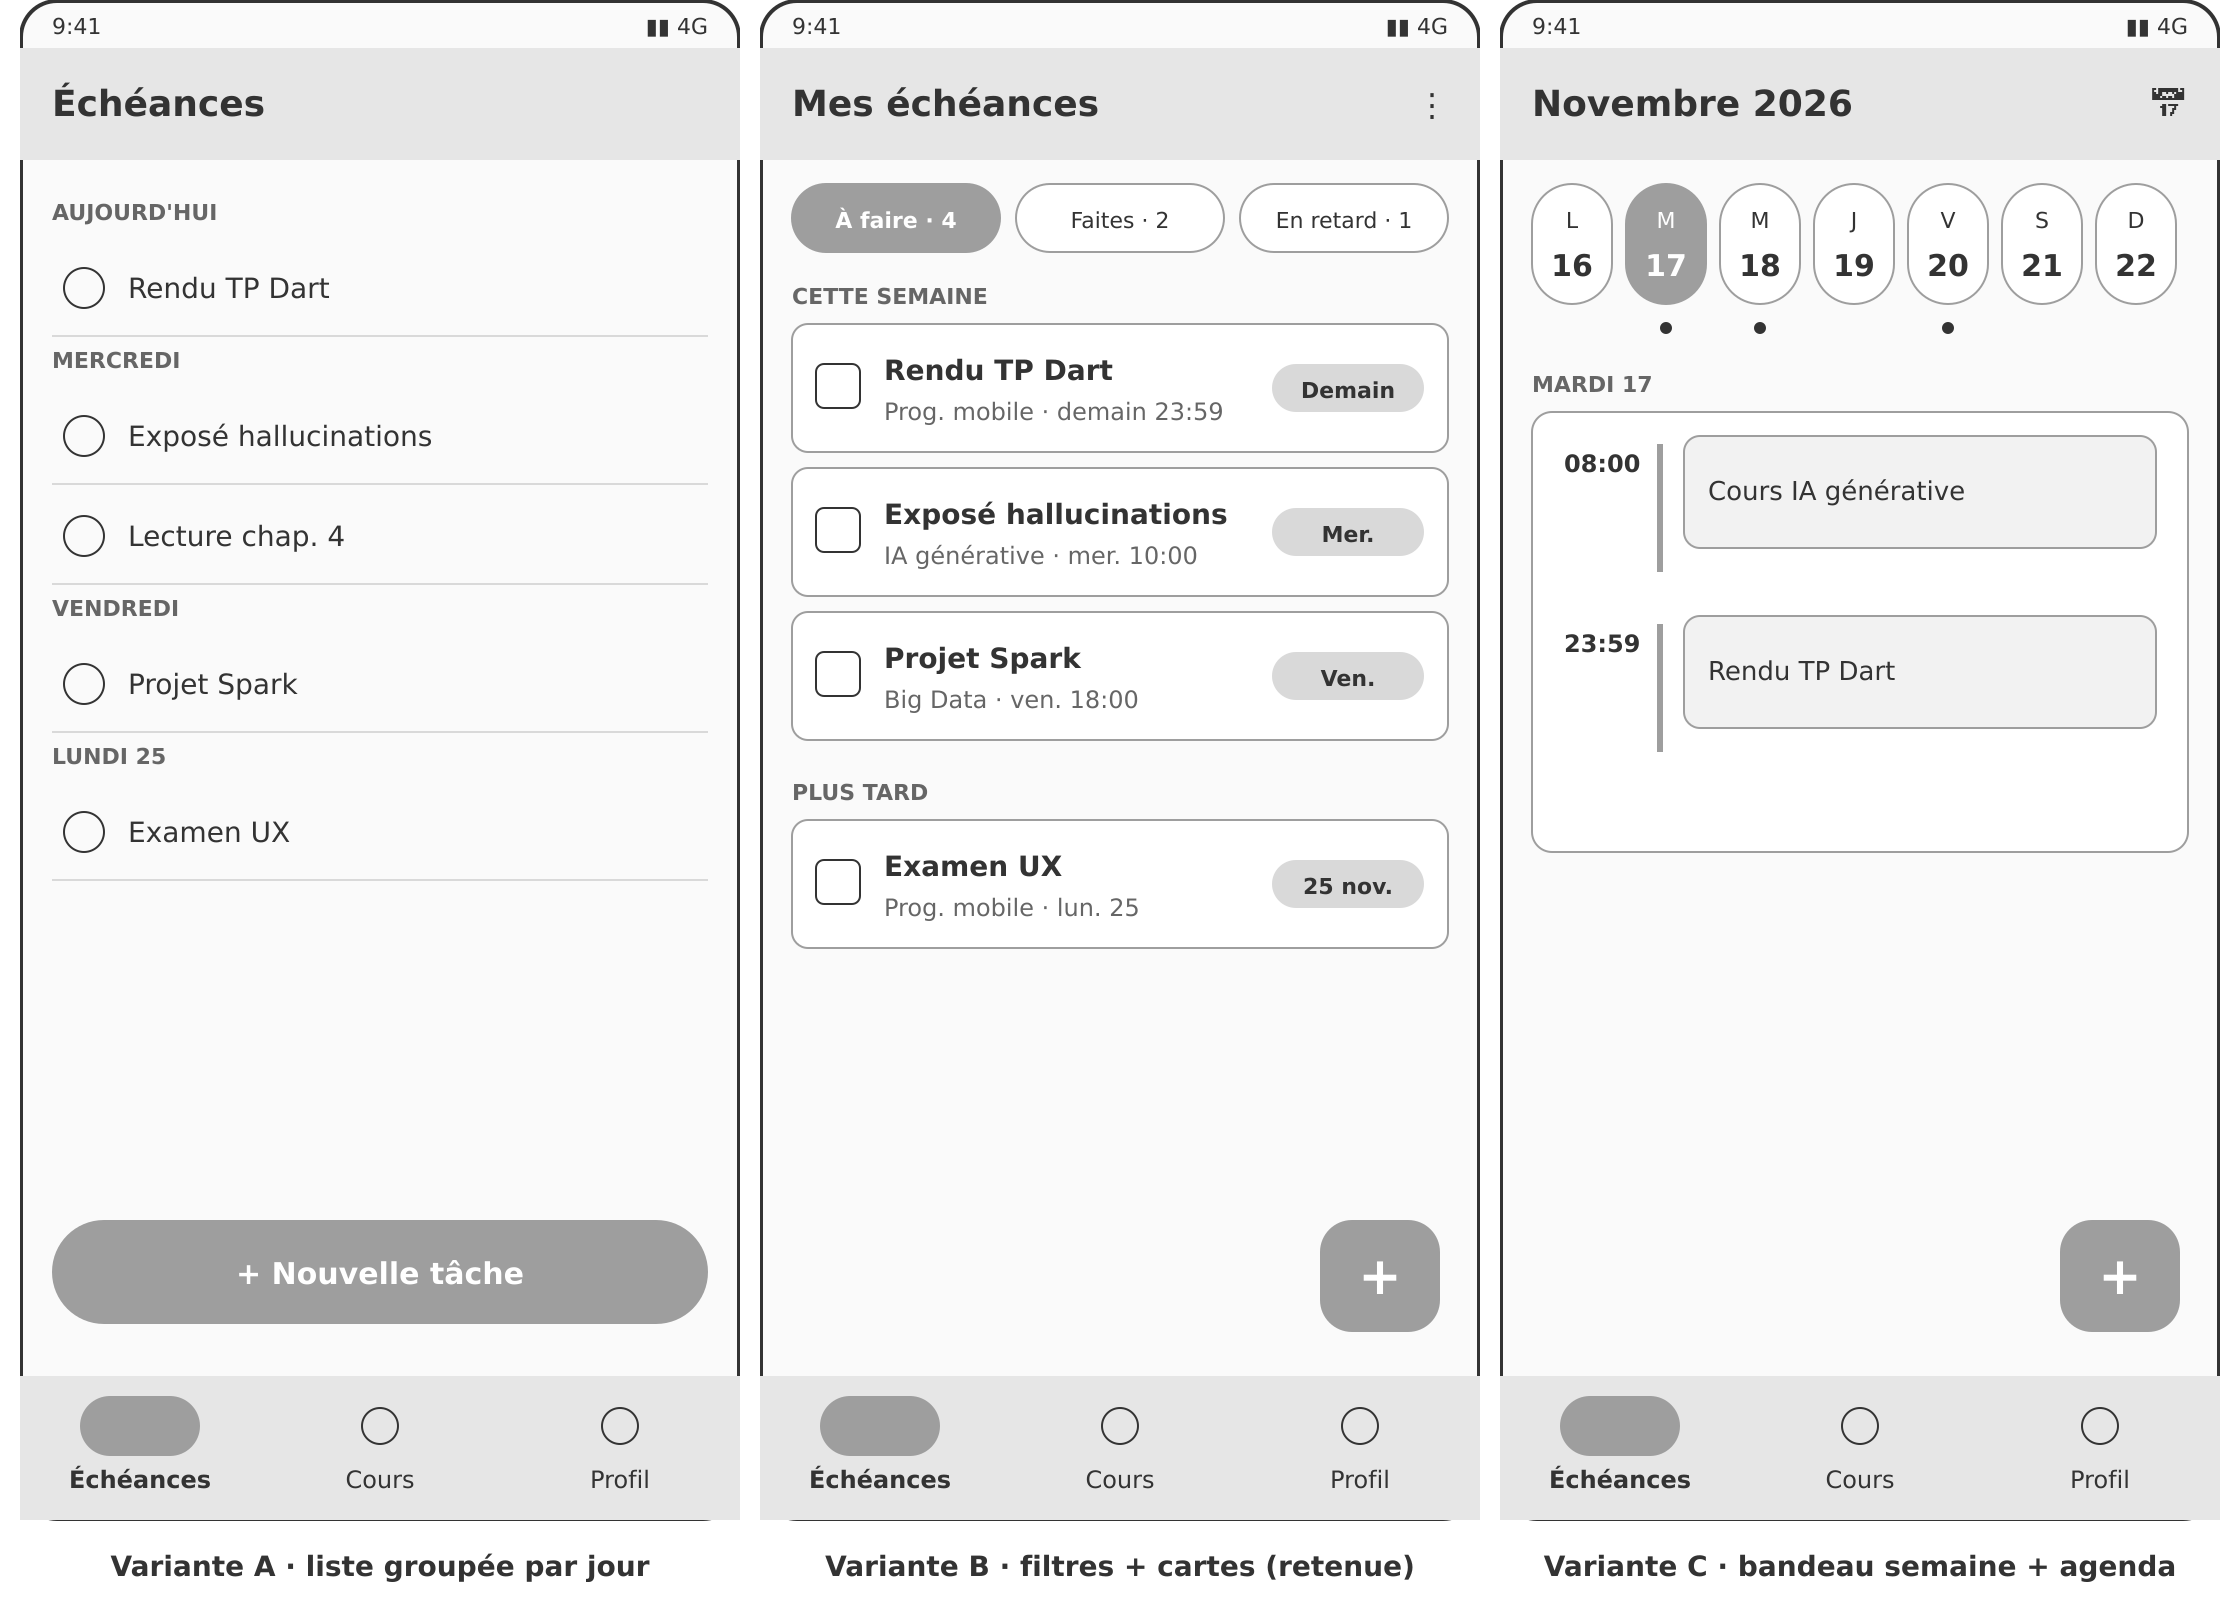 9:41 ▮▮ 4G
Échéances
AUJOURD'HUI
Rendu TP Dart
MERCREDI
Exposé hallucinations
Lecture chap. 4
VENDREDI
Projet Spark
LUNDI 25
Examen UX
+ Nouvelle tâche
Échéances Cours Profil
Variante A · liste groupée par jour
9:41 ▮▮ 4G
Mes échéances ⋮
À faire · 4 Faites · 2 En retard · 1
CETTE SEMAINE
Rendu TP Dart
Prog. mobile · demain 23:59
Demain
Exposé hallucinations
IA générative · mer. 10:00
Mer.
Projet Spark
Big Data · ven. 18:00
Ven.
PLUS TARD
Examen UX
Prog. mobile · lun. 25
25 nov.
+
Échéances Cours Profil
Variante B · filtres + cartes (retenue)
9:41 ▮▮ 4G
Novembre 2026 17
L M M J V S D
16 17 18 19 20 21 22
MARDI 17
08:00 Cours IA générative
23:59 Rendu TP Dart
+
Échéances Cours Profil
Variante C · bandeau semaine + agenda